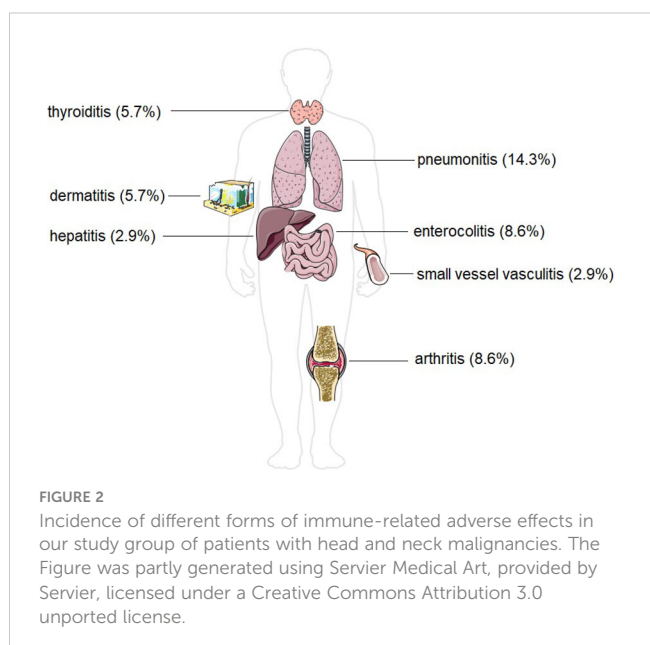 thyroiditis (5.7%)
pneumonitis (14.3%)
dermatitis (5.7%)
hepatitis (2.9%)
enterocolitis (8.6%)
small vessel vasculitis (2.9%)
arthritis (8.6%)
FIGURE 2
Incidence of different forms of immune-related adverse effects in
our study group of patients with head and neck malignancies. The
Figure was partly generated using Servier Medical Art, provided by
Servier, licensed under a Creative Commons Attribution 3.0
unported license.